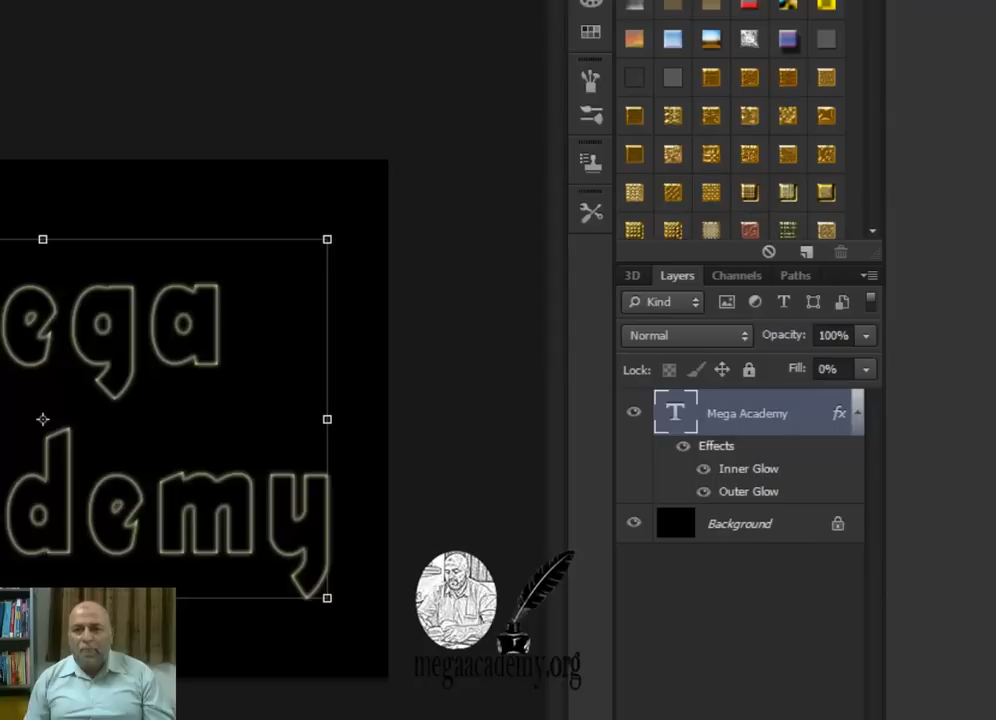 3D Layers Channels Paths
Kind
Normal Opacity: 100%
Lock: Fill: 0%
ega
T Mega Academy fx
Effects
Inner Glow
Outer Glow
demy
Background
megaacademy.org